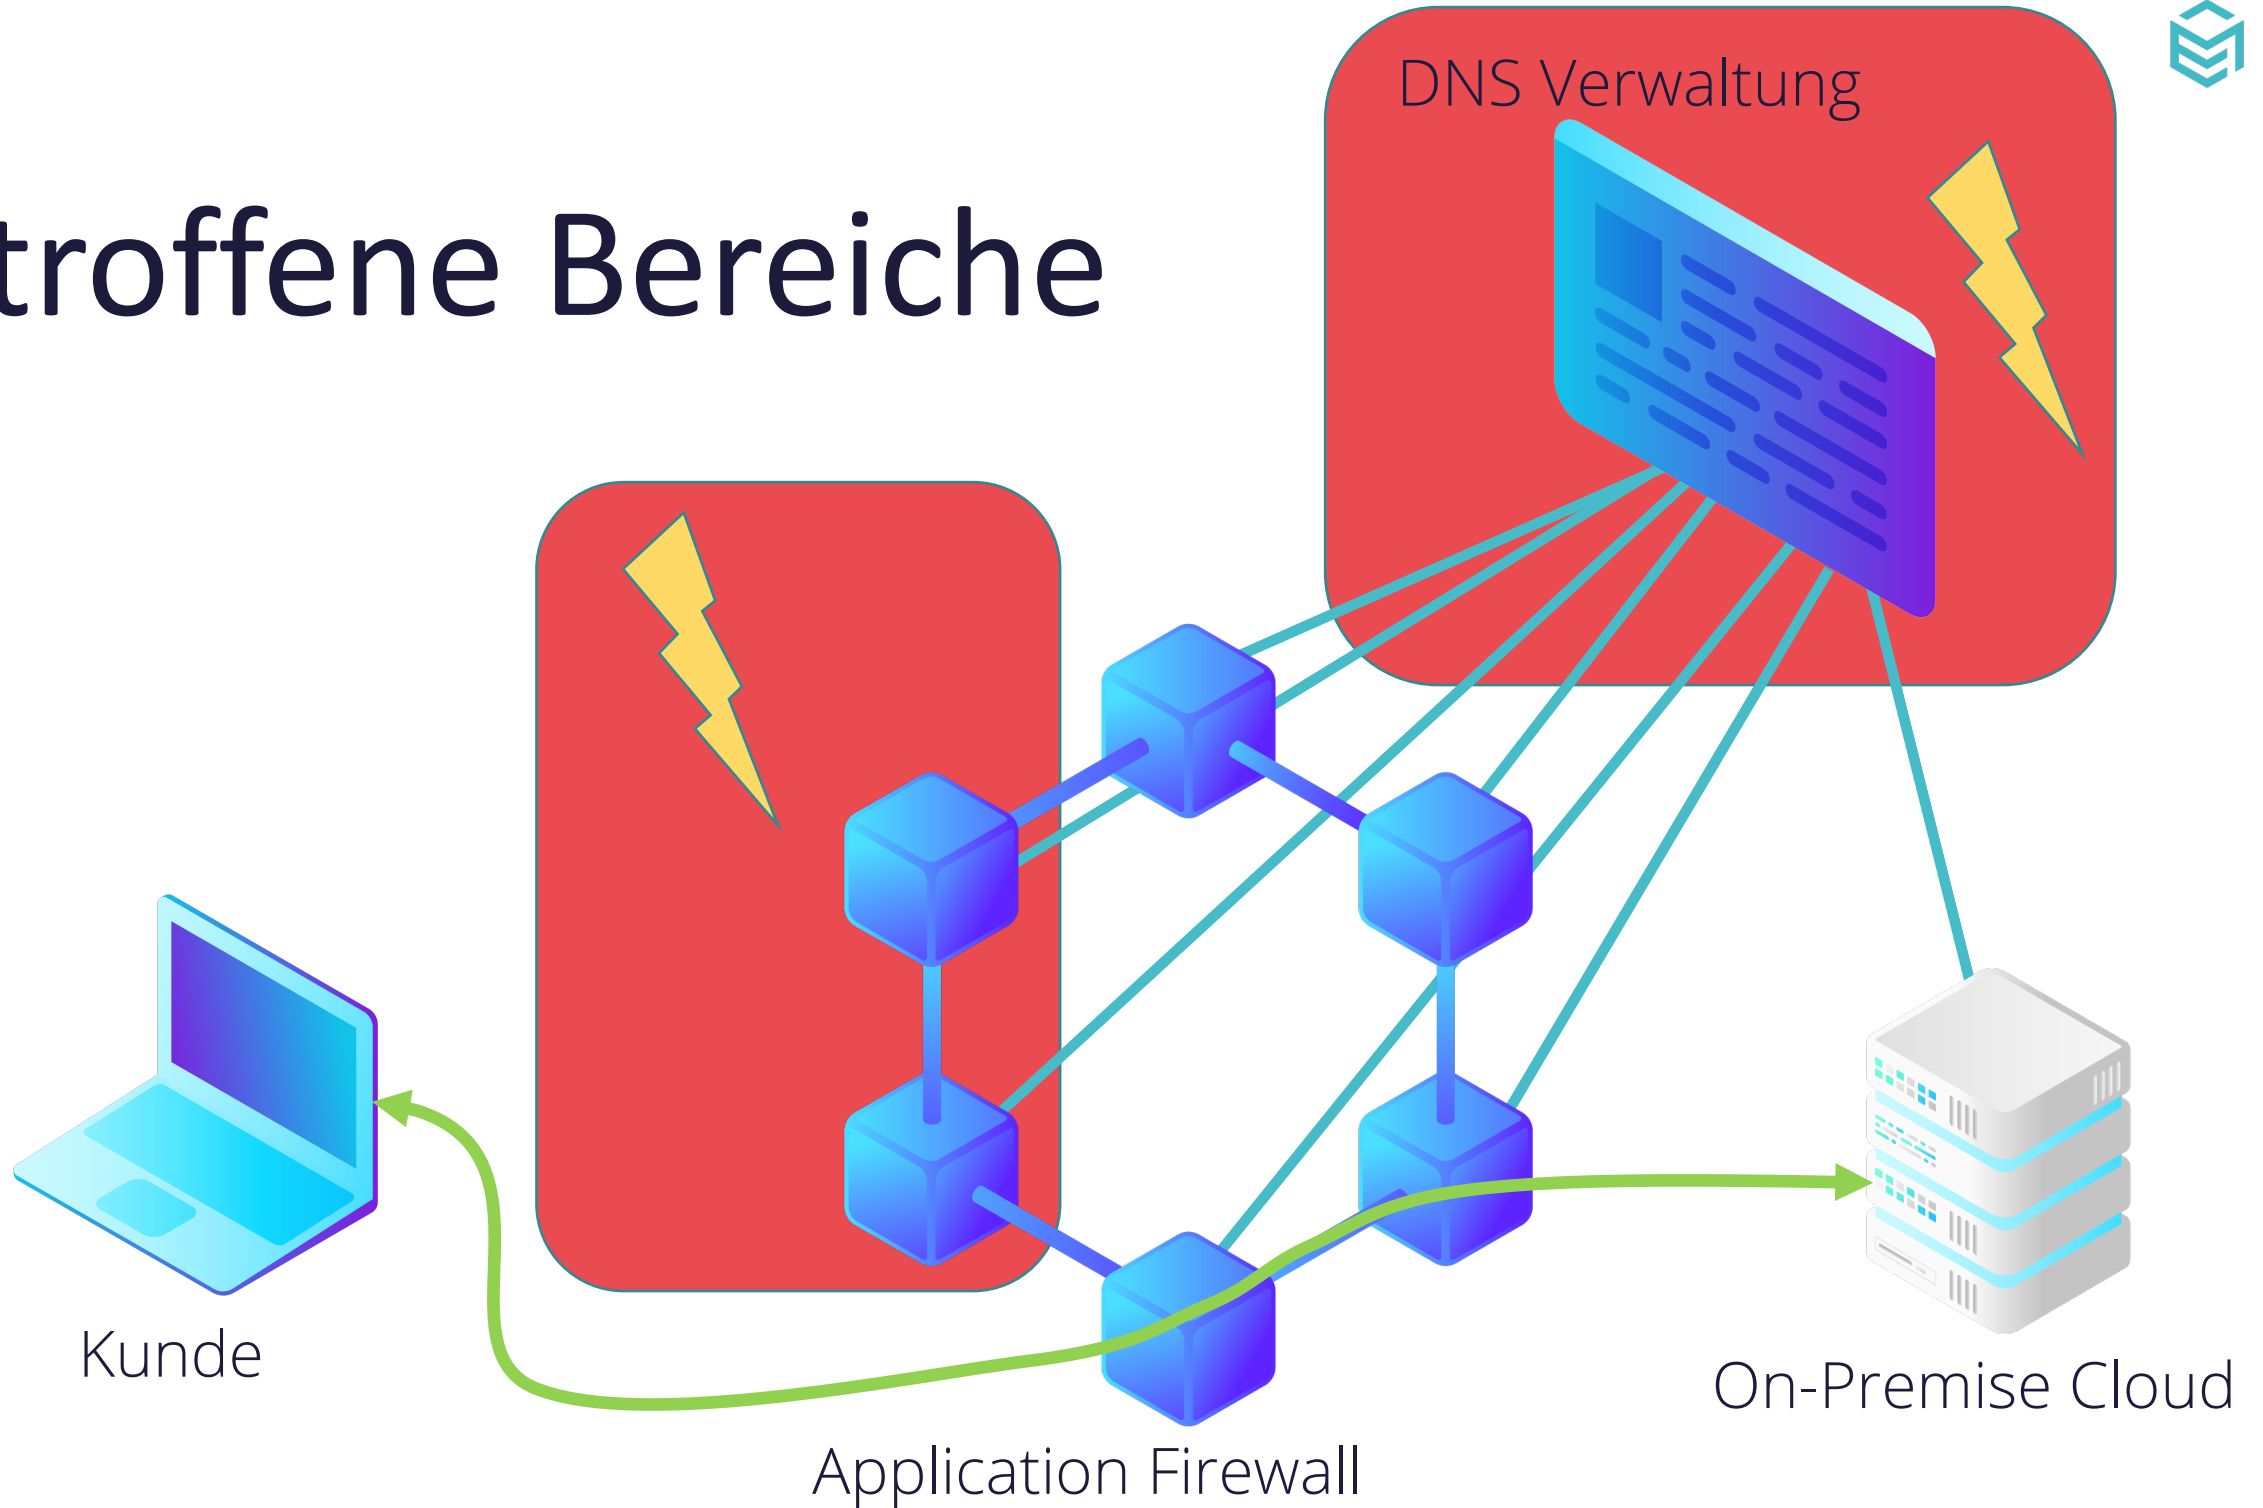 DNS Verwaltung
troffene Bereiche
Kunde
On-Premise Cloud
Application Firewall